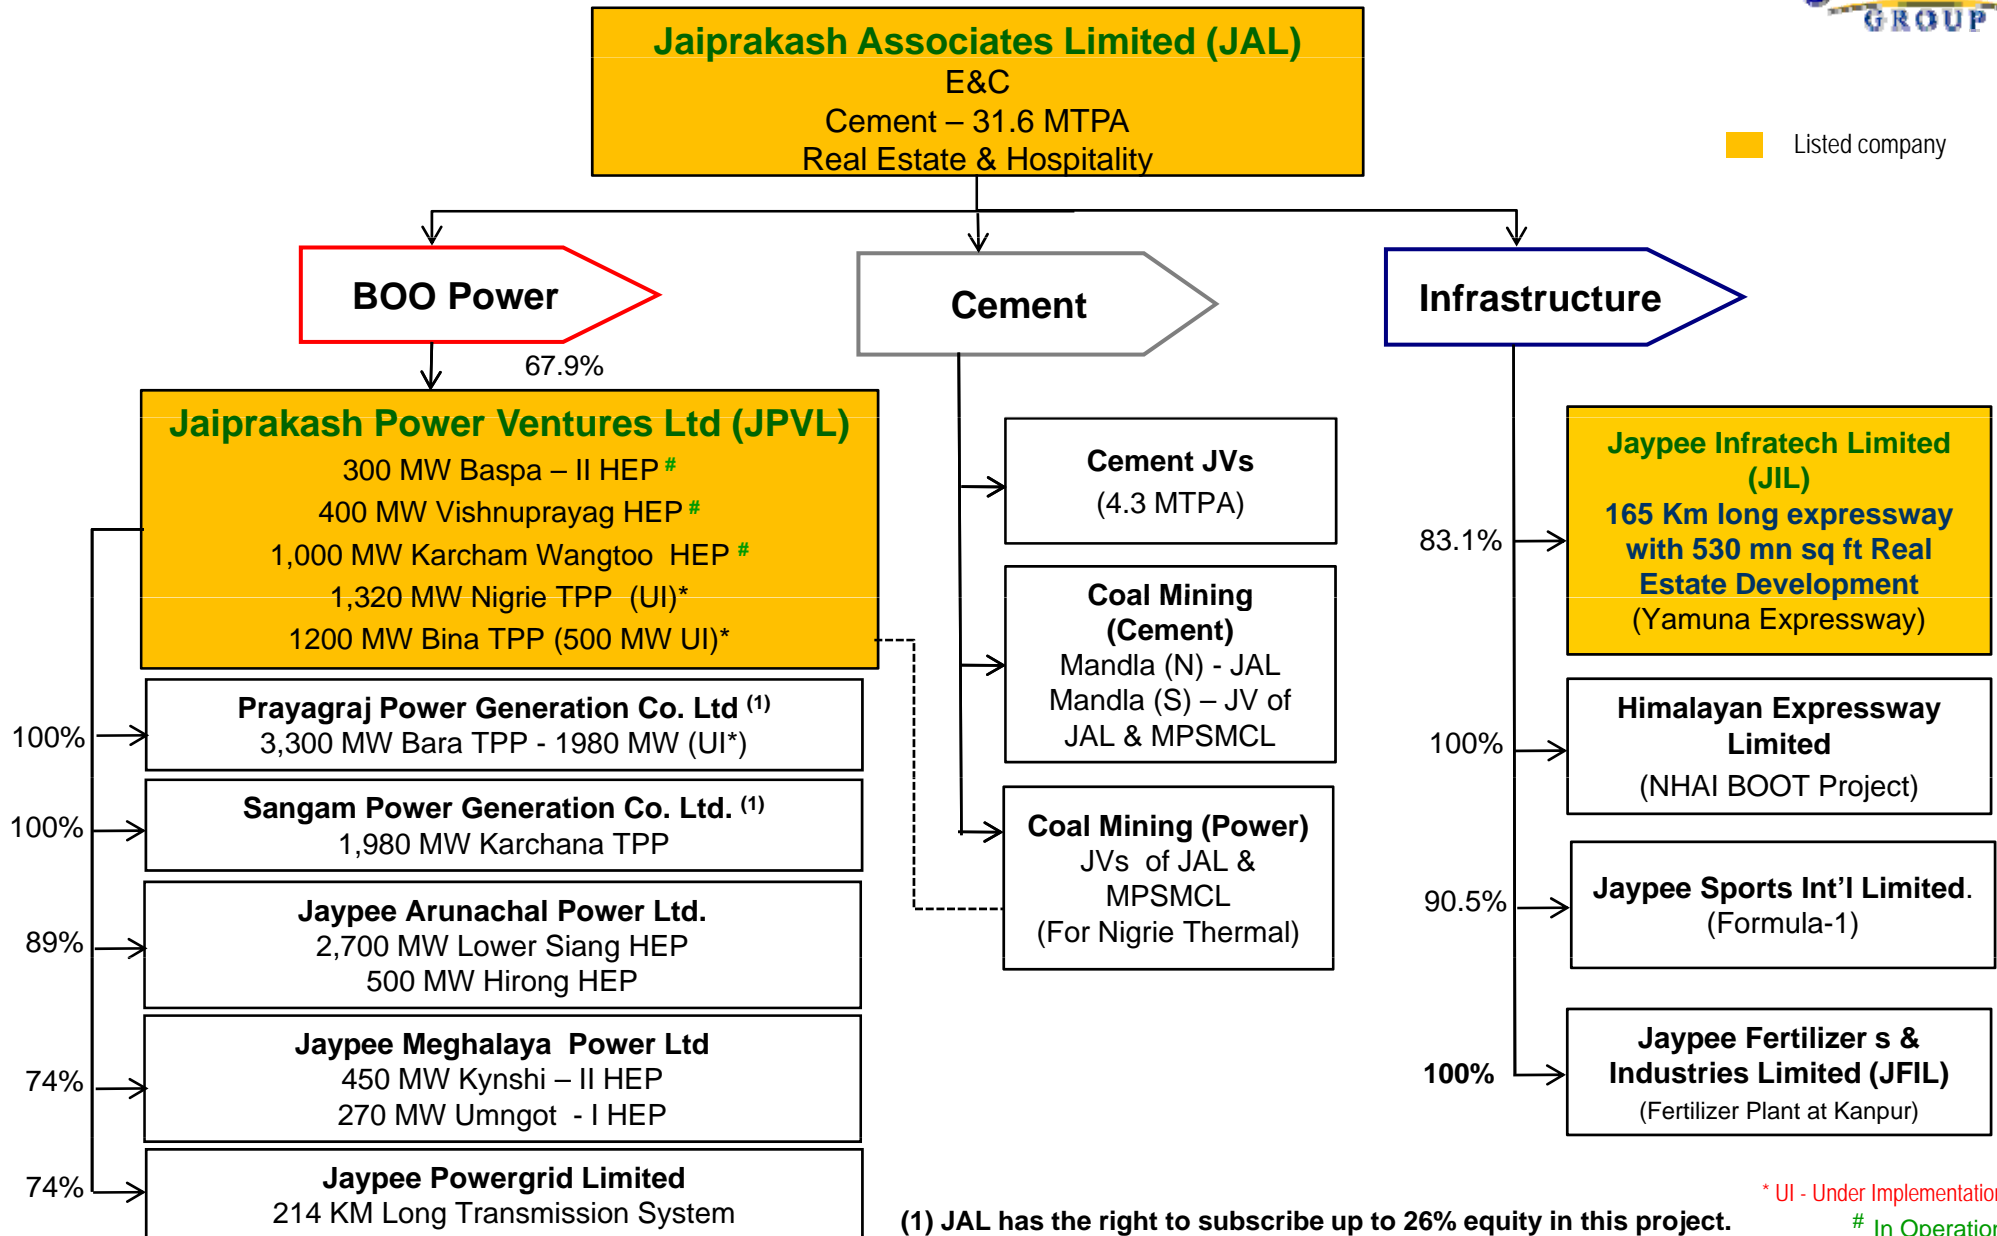 GROUP
Jaiprakash Associates Limited (JAL)
E&C
Cement – 31.6 MTPA
Real Estate & Hospitality
Listed company
BOO Power
Cement
Infrastructure
67.9%
Jaiprakash Power Ventures Ltd (JPVL)
300 MW Baspa – II HEP #
400 MW Vishnuprayag HEP #
1,000 MW Karcham Wangtoo HEP #
1,320 MW Nigrie TPP (UI)*
1200 MW Bina TPP (500 MW UI)*
100%
Prayagraj Power Generation Co. Ltd (1)
3,300 MW Bara TPP - 1980 MW (UI*)
100%
Sangam Power Generation Co. Ltd. (1)
1,980 MW Karchana TPP
89%
Jaypee Arunachal Power Ltd.
2,700 MW Lower Siang HEP
500 MW Hirong HEP
74%
Jaypee Meghalaya Power Ltd
450 MW Kynshi – II HEP
270 MW Umngot - I HEP
74%
Jaypee Powergrid Limited
214 KM Long Transmission System
Cement JVs
(4.3 MTPA)
Coal Mining
(Cement)
Mandla (N) - JAL
Mandla (S) – JV of
JAL & MPSMCL
Coal Mining (Power)
JVs of JAL &
MPSMCL
(For Nigrie Thermal)
83.1%
Jaypee Infratech Limited
(JIL)
165 Km long expressway
with 530 mn sq ft Real
Estate Development
(Yamuna Expressway)
100%
Himalayan Expressway
Limited
(NHAI BOOT Project)
90.5%
Jaypee Sports Int’l Limited.
(Formula-1)
100%
Jaypee Fertilizer s &
Industries Limited (JFIL)
(Fertilizer Plant at Kanpur)
(1) JAL has the right to subscribe up to 26% equity in this project.
* UI - Under Implementation
# In Operation